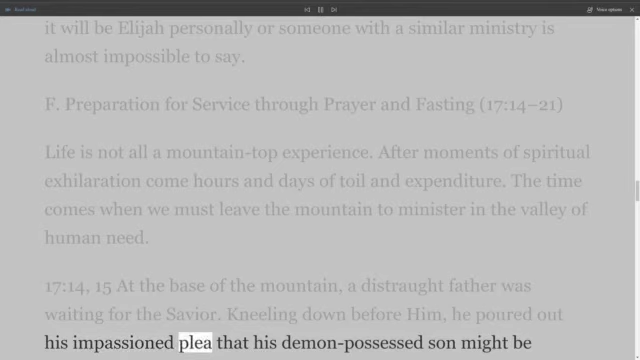 Read aloud
Voice options
it will be Elijah personally or someone with a similar ministry is
almost impossible to say.
F. Preparation for Service through Prayer and Fasting (17:14–21)
Life is not all a mountain-top experience. After moments of spiritual
exhilaration come hours and days of toil and expenditure. The time
comes when we must leave the mountain to minister in the valley of
human need.
17:14, 15 At the base of the mountain, a distraught father was
waiting for the Savior. Kneeling down before Him, he poured out
his impassioned plea that his demon-possessed son might be